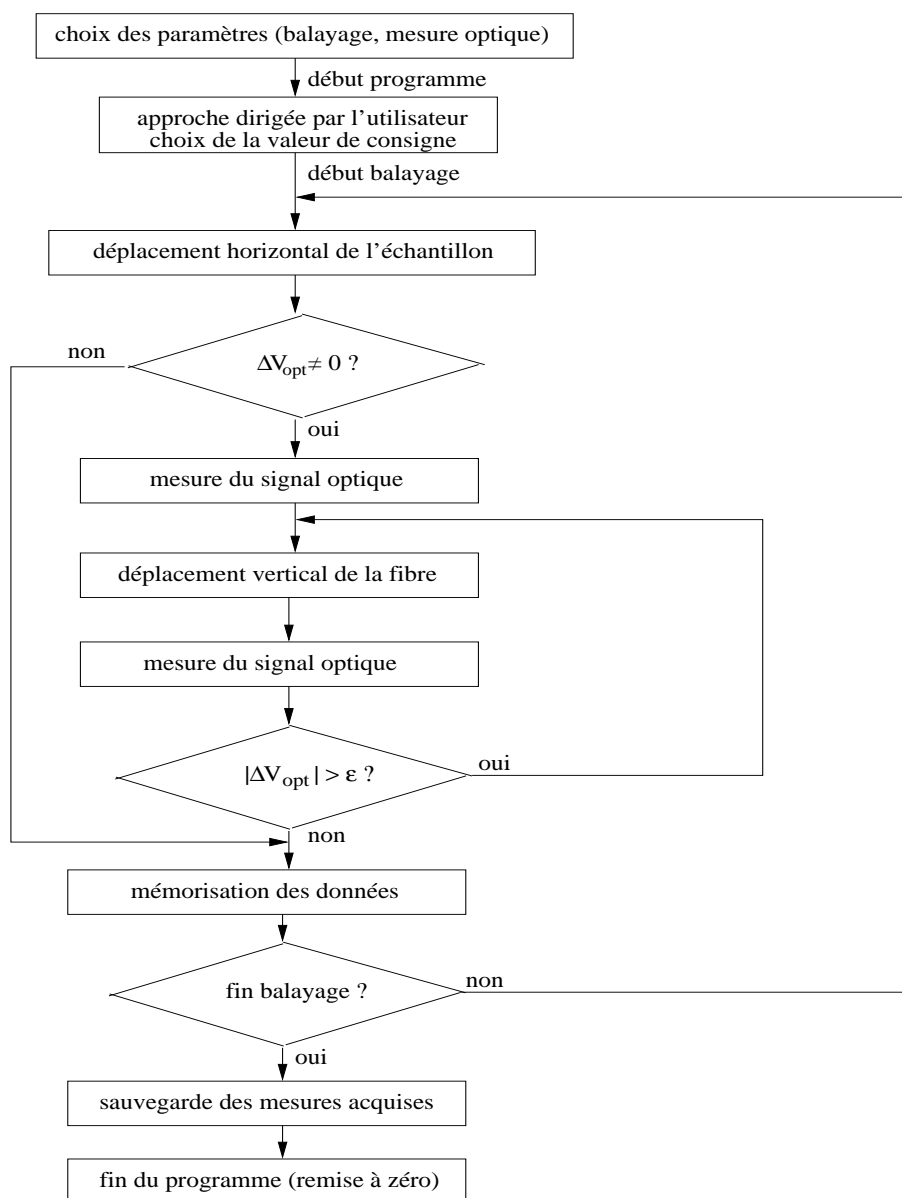 choix des paramètres (balayage, mesure optique)
début programme
approche dirigée par l'utilisateur
choix de la valeur de consigne
début balayage
déplacement horizontal de l'échantillon
non
ΔVopt ≠ 0 ?
oui
mesure du signal optique
déplacement vertical de la fibre
mesure du signal optique
|ΔVopt | > ε ?
oui
non
mémorisation des données
fin balayage ?
non
oui
sauvegarde des mesures acquises
fin du programme (remise à zéro)